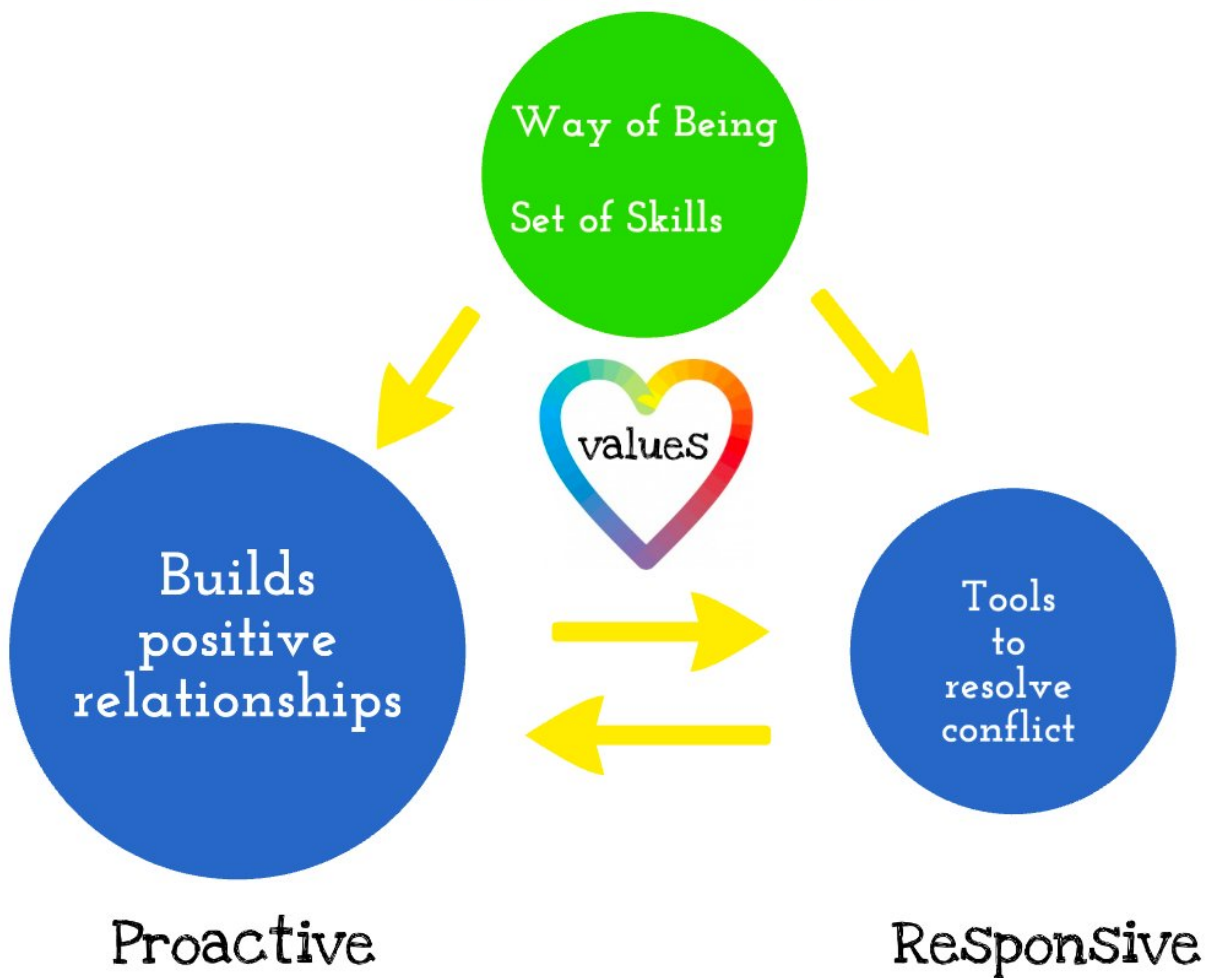 Way of Being
Set of Skills
values
Builds
positive
relationships
Tools
to
resolve
conflict
Proactive
Responsive